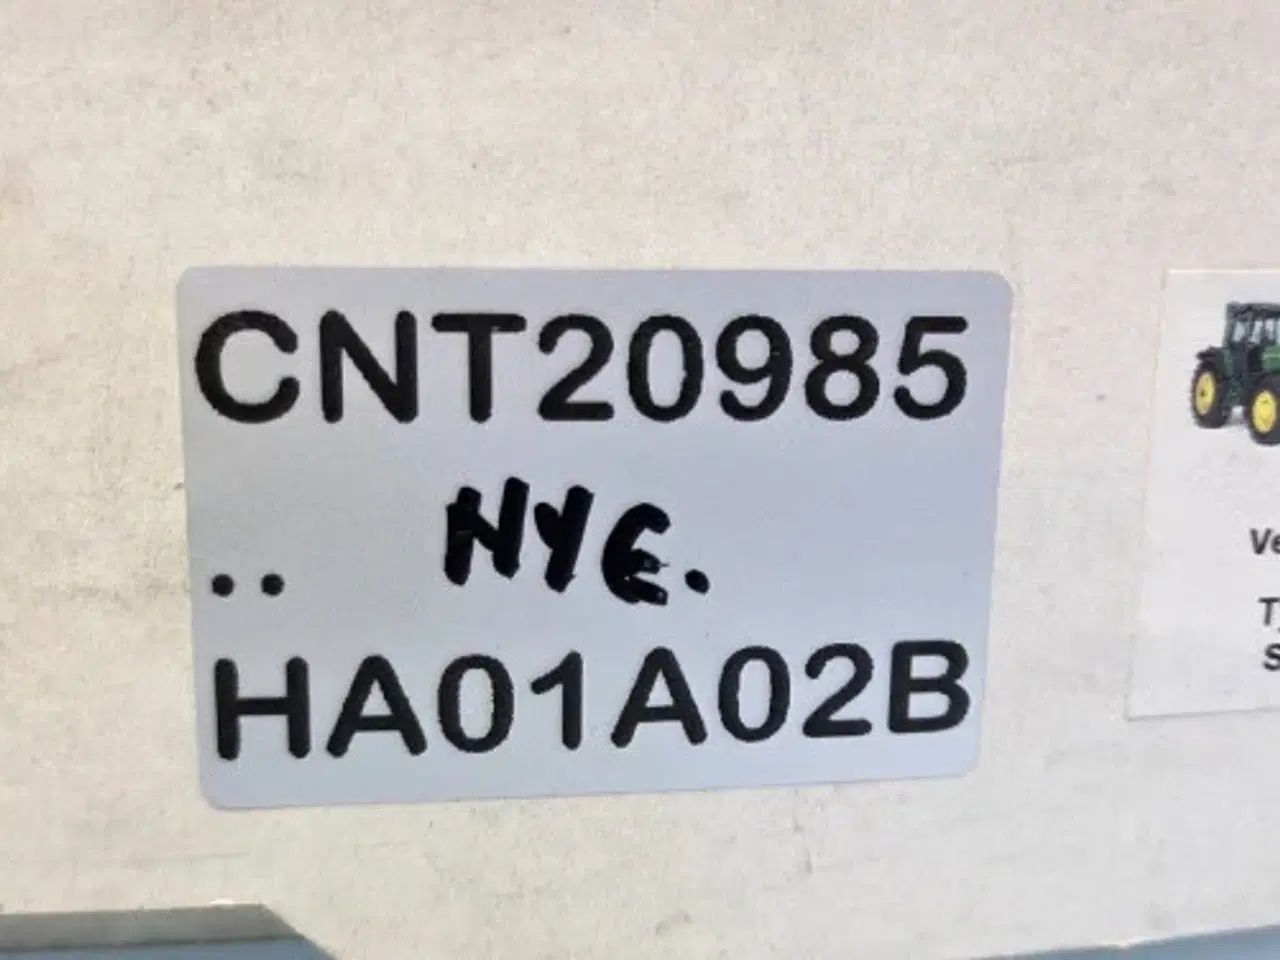 CNT20985
.. NYE.
HA01A02B
Ve
T
S